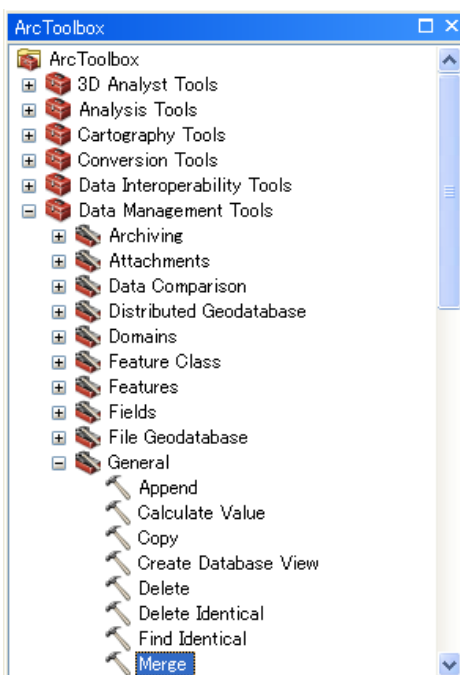 ArcToolbox
ArcToolbox
3D Analyst Tools
Analysis Tools
Cartography Tools
Conversion Tools
Data Interoperability Tools
Data Management Tools
Archiving
Attachments
Data Comparison
Distributed Geodatabase
Domains
Feature Class
Features
Fields
File Geodatabase
General
Append
Calculate Value
Copy
Create Database View
Delete
Delete Identical
Find Identical
Merge